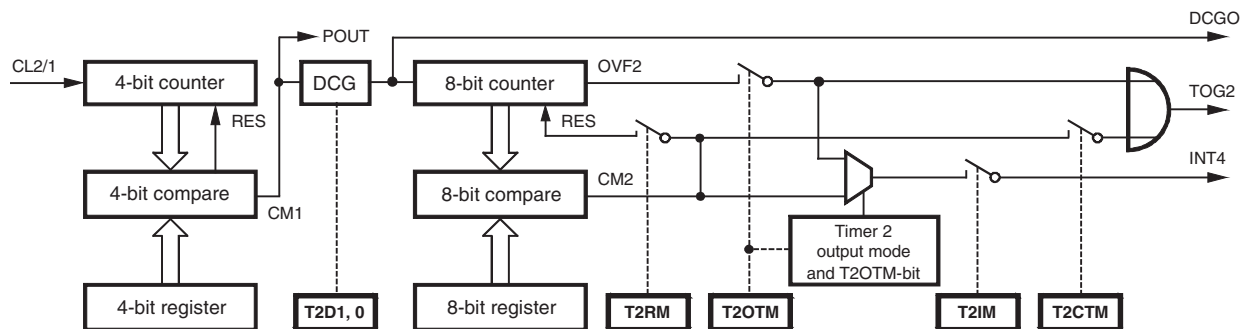 DCGO
POUT
CL2/1
4-bit counter
DCG
8-bit counter
OVF2
TOG2
RES
RES
INT4
4-bit compare
CM1
8-bit compare
CM2
Timer 2
output mode
and T2OTM-bit
4-bit register
T2D1, 0
8-bit register
T2RM
T2OTM
T2IM
T2CTM